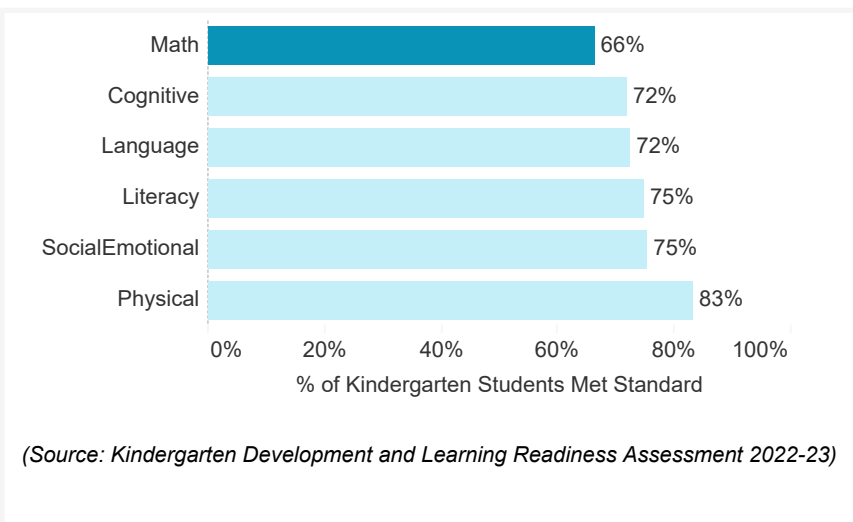 Math 66%
Cognitive 72%
Language 72%
Literacy 75%
SocialEmotional 75%
Physical 83%
0% 20% 40% 60% 80% 100%
% of Kindergarten Students Met Standard
(Source: Kindergarten Development and Learning Readiness Assessment 2022-23)